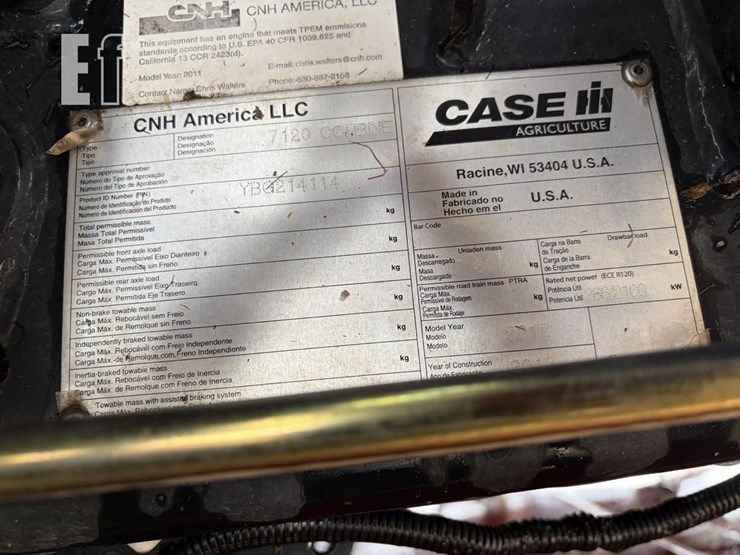 Ef
CNH
CNH AMERICA, LLC
This equipment has an engine that meets TPEM emmisions
standards according to U.S. EPA 40 CFR 1039.625 and
California 13 CCR 2423(d).
Model Year: 2011
E-mail: chris.walters@cnh.com
Contact Name: Chris Walters
Phone: 630-887-2168
CNH America LLC
Type
Tipo
Tipo
Designation
Designação
Designación
7120 COMBINE
Type approval number
Número do Tipo de Aprovação
Número del Tipo de Aprobación
Product ID Number (PIN)
Número de Identificação do Produto
Número de Identificación del Producto
YBG214114
Total permissible mass
Massa Total Permissível
Masa Total Permitida
kg
Permissible front axle load
Carga Máx. Permissível Eixo Dianteiro
Carga Máx. Permitida sin Freno
kg
Permissible rear axle load
Carga Máx. Permissível Eixo Traseiro
Carga Máx. Permitida Eje Trasero
kg
Non-brake towable mass
Carga Máx. Rebocável sem Freio
Carga Máx. de Remolque sin Freno
kg
Independently braked towable mass
Carga Máx. Rebocável com Freio Independente
Carga Máx. de Remolque con Freno Independiente
kg
Inertia-braked towable mass
Carga Máx. Rebocável com Freio de Inércia
Carga Máx. de Remolque con Freno de Inercia
Towable mass with assisted braking system
CASE IH
AGRICULTURE
Racine, WI 53404 U.S.A.
Made in
Fabricado no
Hecho em el
U.S.A.
Bar Code
Massa
Descarregado
Masa
Descargado
Unladen mass
kg
Carga na Barra
de Tração
Carga de la Barra
de Enganche
Drawbar load
kg
Permissible road train mass PTRA
Carga Máx.
Permissível de Rodagem
Carga Máx.
Permitida de Rodaje
kg
Rated net power (ECE R120)
Potência Útil
Potencia Útil
kW
Model Year
Modelo
Modelo
Year of Construction